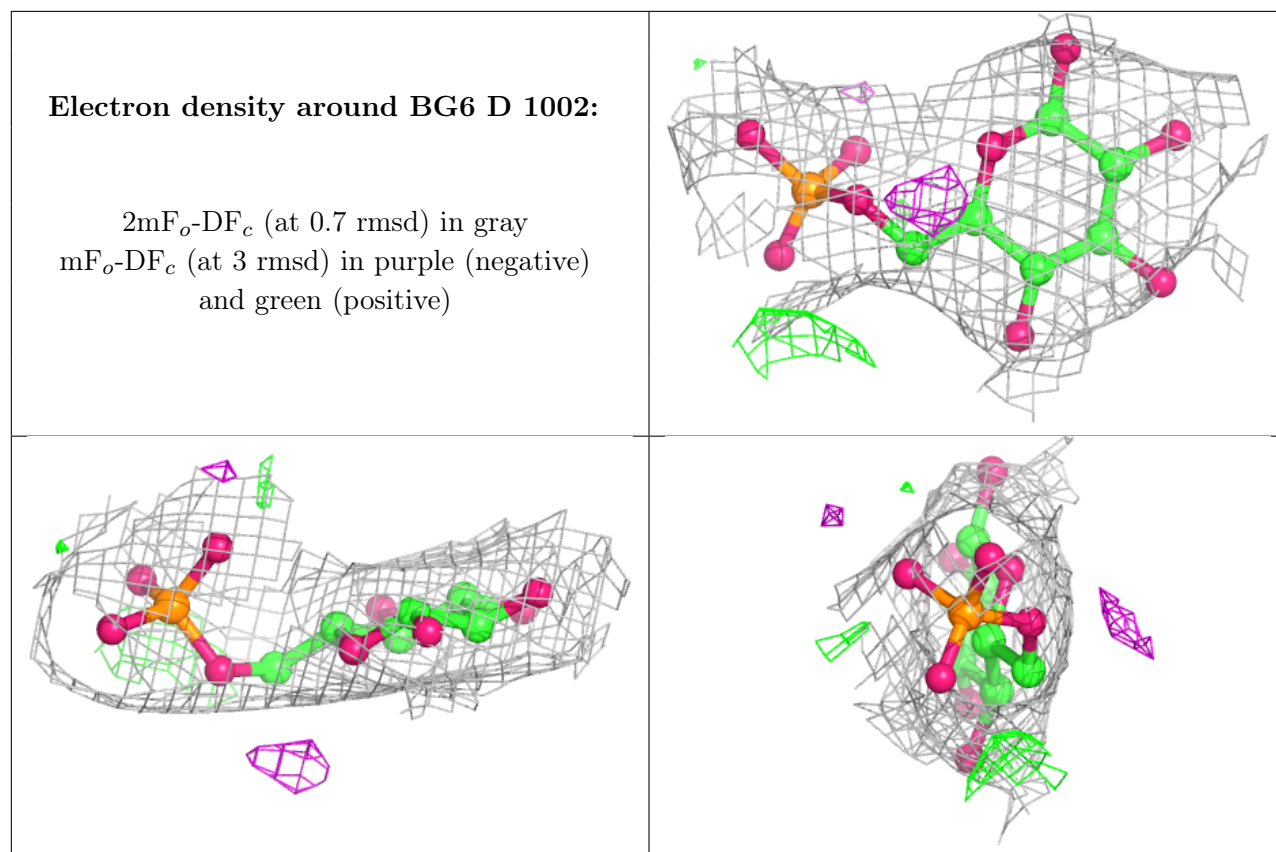 Electron density around BG6 D 1002:
2mFo-DFc (at 0.7 rmsd) in gray
mFo-DFc (at 3 rmsd) in purple (negative)
and green (positive)